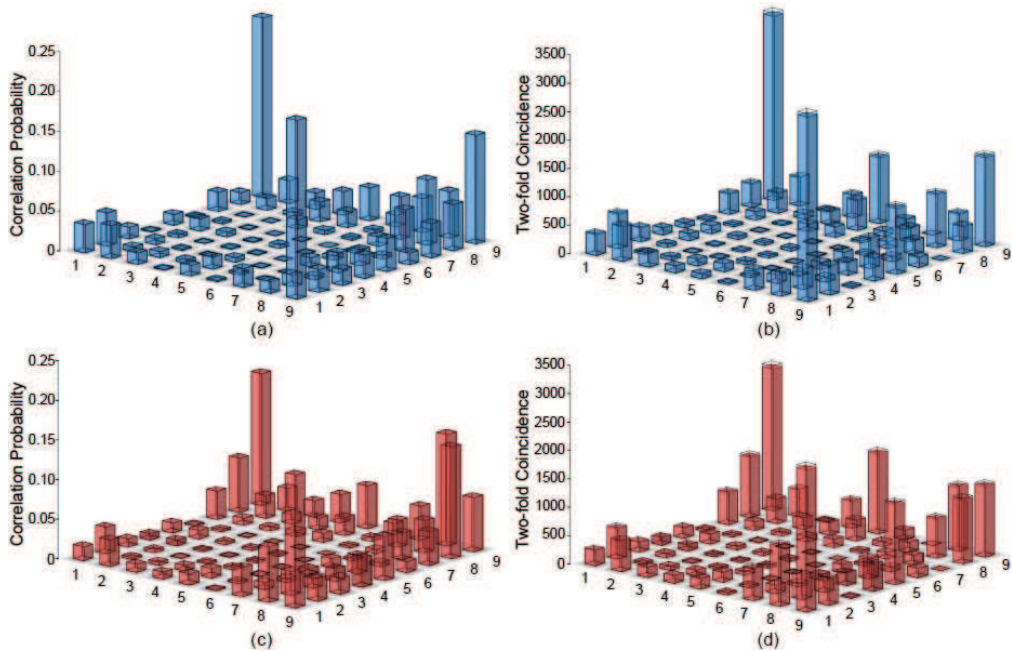 Correlation Probability
0.25
0.20
0.15
0.10
0.05
0
1 2 3 4 5 6 7 8 9
1 2 3 4 5 6 7 8 9
(a)
Two-fold Coincidence
3500
3000
2500
2000
1500
1000
500
0
1 2 3 4 5 6 7 8 9
1 2 3 4 5 6 7 8 9
(b)
Correlation Probability
0.25
0.20
0.15
0.10
0.05
0
1 2 3 4 5 6 7 8 9
1 2 3 4 5 6 7 8 9
(c)
Two-fold Coincidence
3500
3000
2500
2000
1500
1000
500
0
1 2 3 4 5 6 7 8 9
1 2 3 4 5 6 7 8 9
(d)